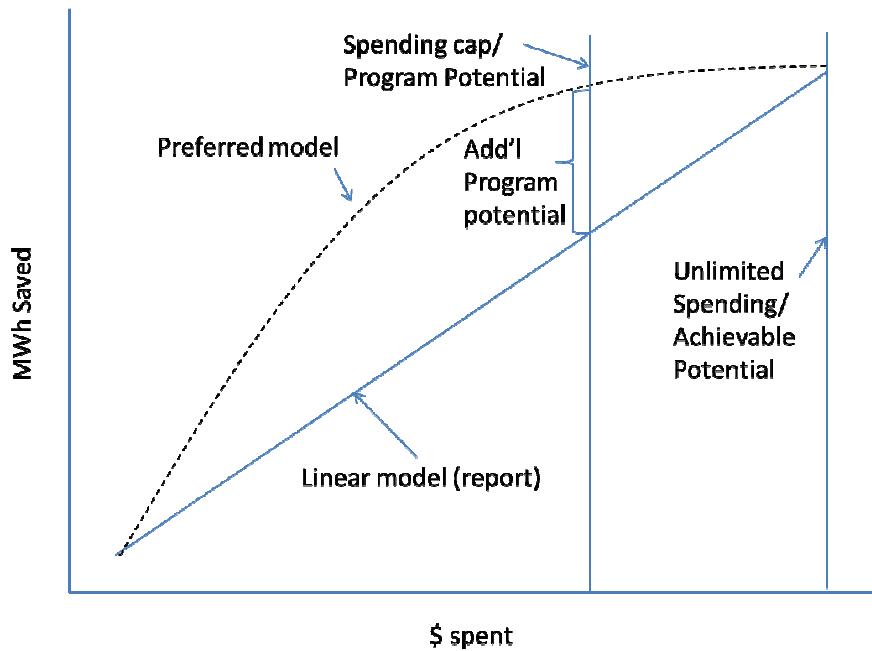 Spending cap/
Program Potential
Preferred model
Add'l
Program
potential
MWh Saved
Unlimited
Spending/
Achievable
Potential
Linear model (report)
$ spent